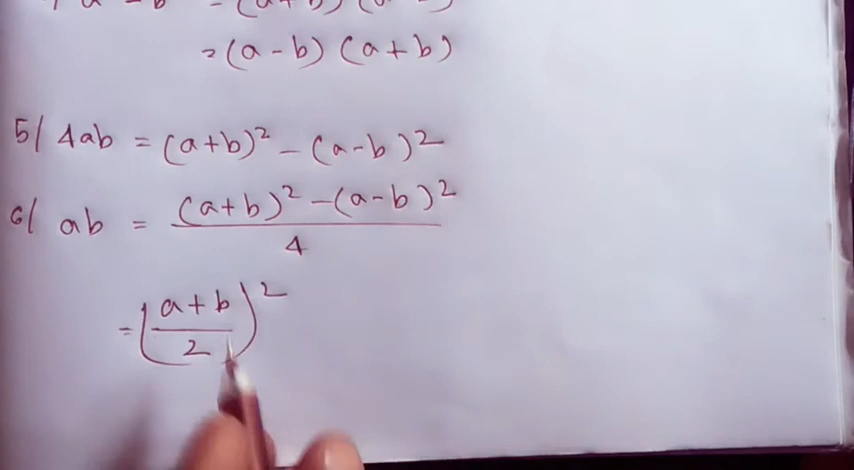 = (a - b) (a + b)
5/ 4ab = (a+b)² - (a-b)²
6/ ab = (a+b)² - (a-b)² / 4
= (a+b / 2)²